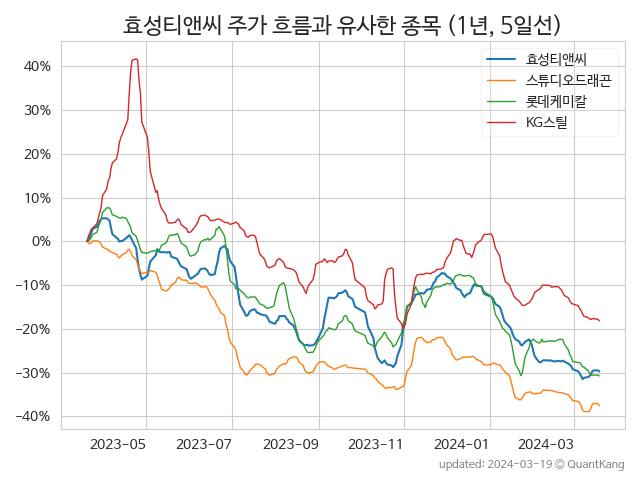 효성티앤씨 주가 흐름과 유사한 종목 (1년, 5일선)
효성티앤씨
스튜디오드래곤
롯데케미칼
KG스틸
40%
30%
20%
10%
0%
−10%
−20%
−30%
−40%
2023-05 2023-07 2023-09 2023-11 2024-01 2024-03
updated: 2024-03-19 © QuantKang